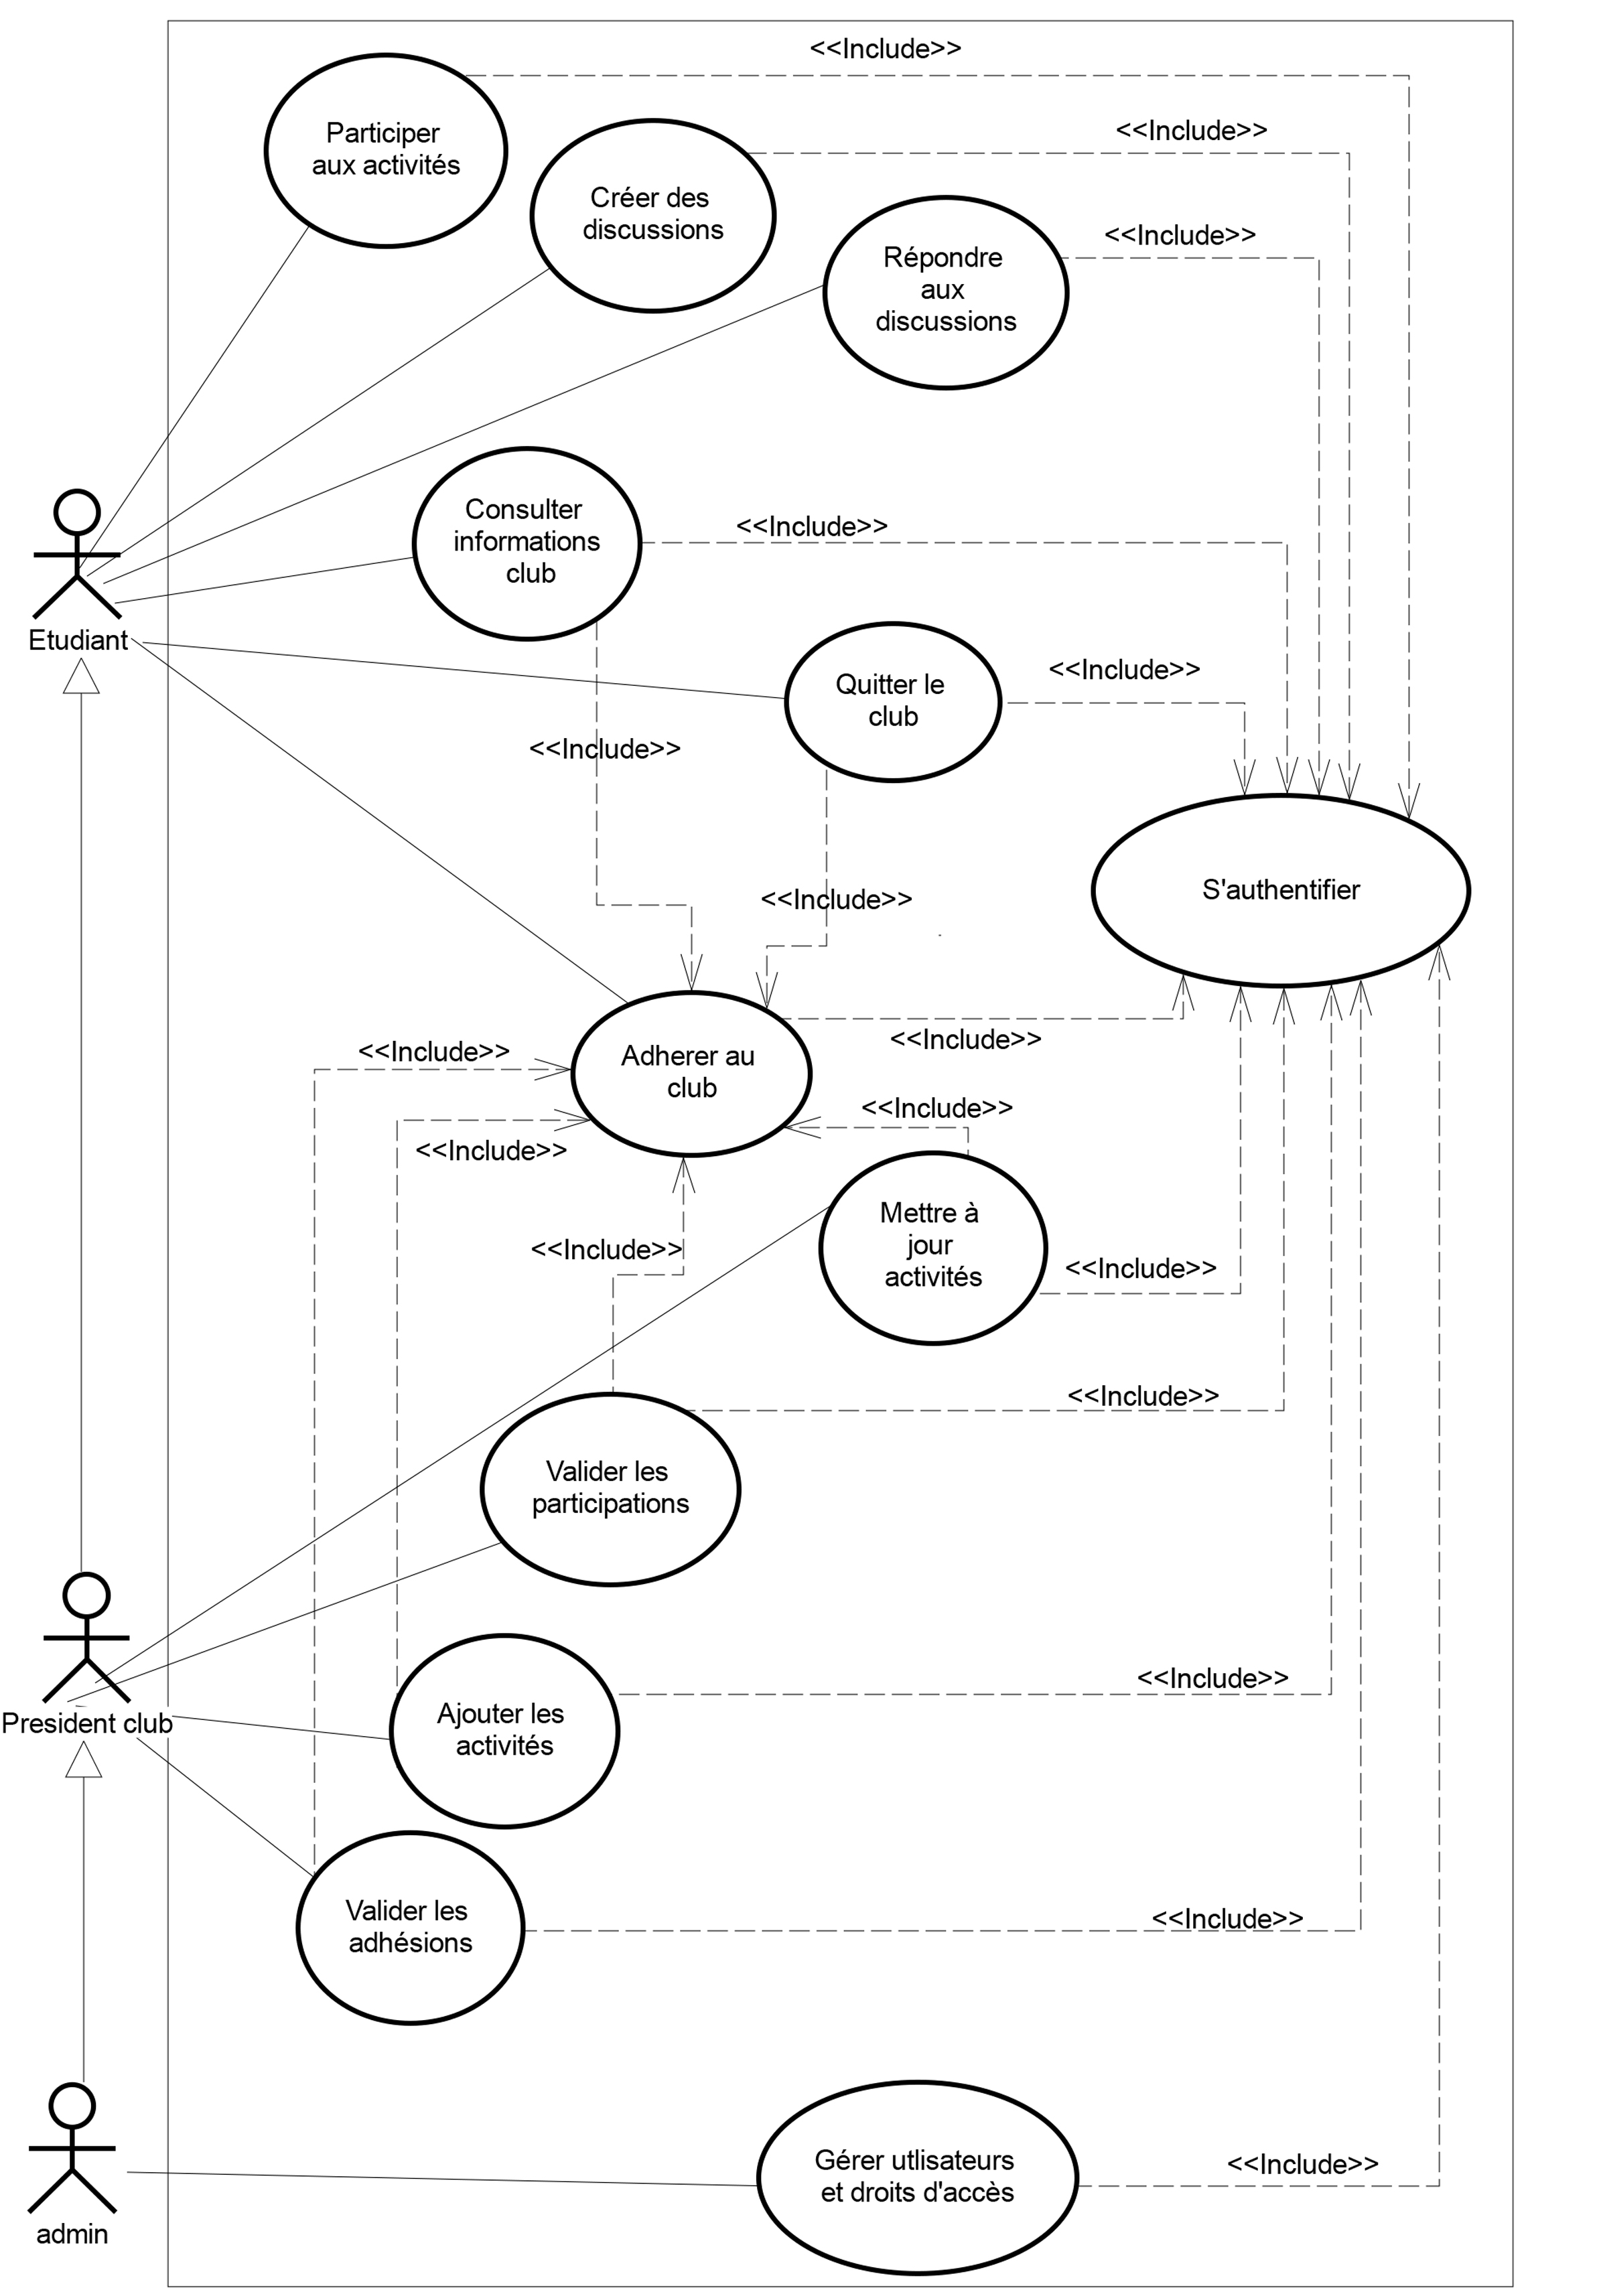 <<Include>>
Participer
aux activités
<<Include>>
Créer des
discussions
<<Include>>
Répondre
aux
discussions
Consulter
informations
club
<<Include>>
Etudiant
Quitter le
club
<<Include>>
<<Include>>
<<Include>>
S'authentifier
<<Include>>
<<Include>>
Adherer au
club
<<Include>>
<<Include>>
Mettre à
jour
activités
<<Include>>
<<Include>>
<<Include>>
Valider les
participations
<<Include>>
Ajouter les
activités
President club
Valider les
adhésions
<<Include>>
Gérer utlisateurs
et droits d'accès
<<Include>>
admin